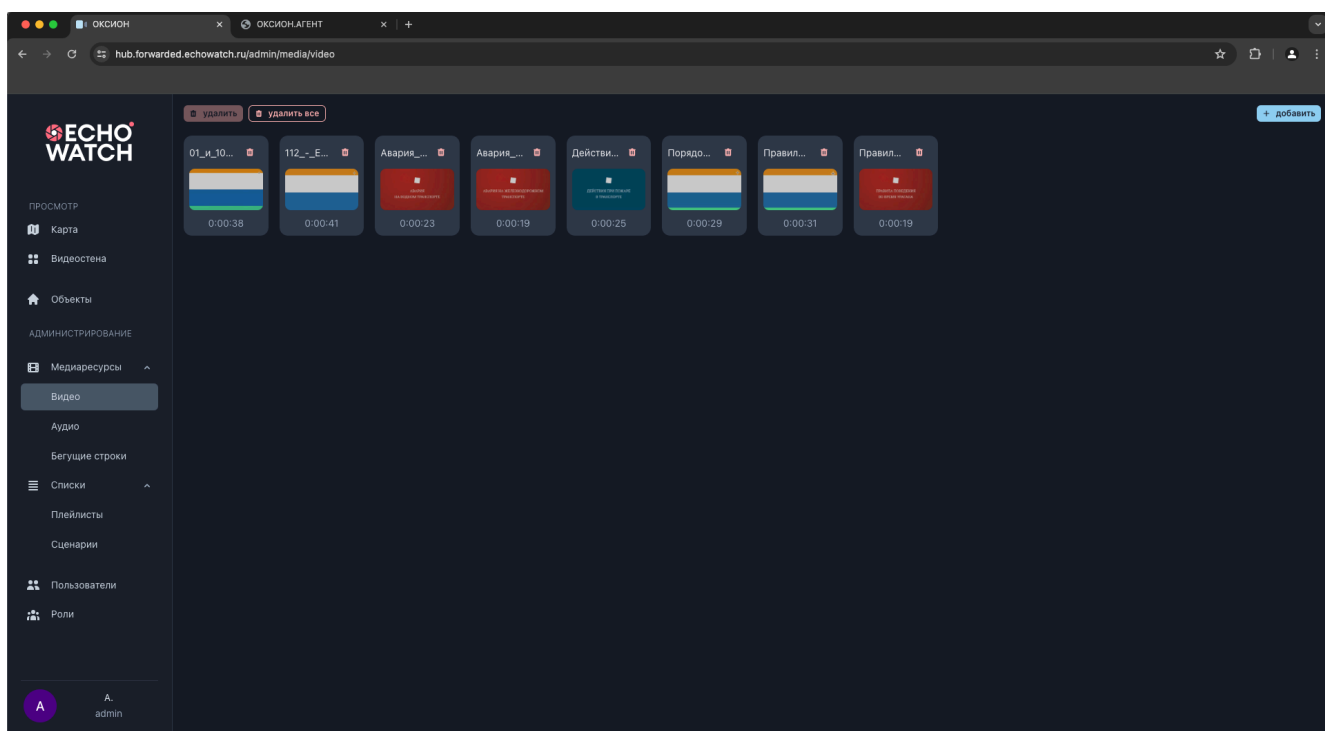 ОКСИОН
ОКСИОН.АГЕНТ
hub.forwarded.echowatch.ru/admin/media/video
ECHO
WATCH
удалить
удалить все
+ добавить
01_и_10...
112_-_Е...
Авария_...
Авария_...
Действи...
Порядо...
Правил...
Правил...
0:00:38
0:00:41
0:00:23
0:00:19
0:00:25
0:00:29
0:00:31
0:00:19
ПРОСМОТР
Карта
Видеостена
Объекты
АДМИНИСТРИРОВАНИЕ
Медиаресурсы
Видео
Аудио
Бегущие строки
Списки
Плейлисты
Сценарии
Пользователи
Роли
A
A.
admin